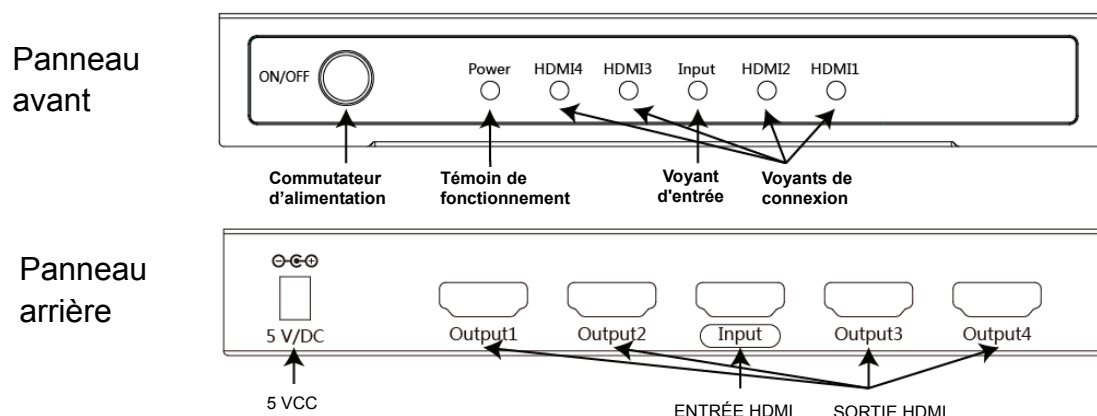 Panneau
avant
ON/OFF
Power HDMI4 HDMI3 Input HDMI2 HDMI1
Commutateur
d’alimentation
Témoin de
fonctionnement
Voyant
d'entrée
Voyants de
connexion
Panneau
arrière
5 V/DC
Output1 Output2 Input Output3 Output4
5 VCC
ENTRÉE HDMI
SORTIE HDMI